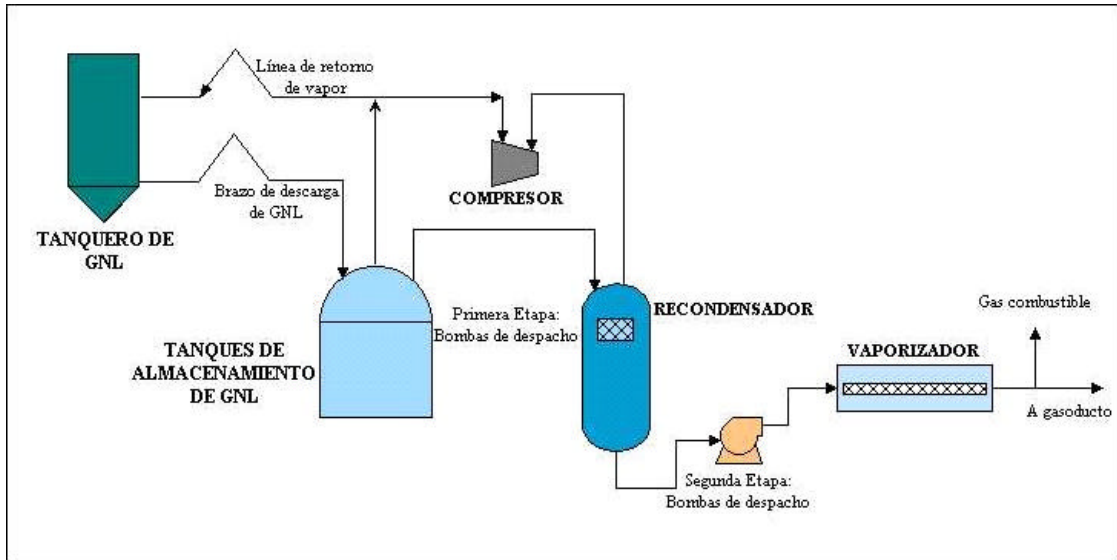 Línea de retorno
de vapor
Brazo de descarga
de GNL
TANQUERO DE
GNL
COMPRESOR
Primera Etapa:
Bombas de despacho
RECONDENSADOR
TANQUES DE
ALMACENAMIENTO
DE GNL
Gas combustible
VAPORIZADOR
A gasoducto
Segunda Etapa:
Bombas de despacho